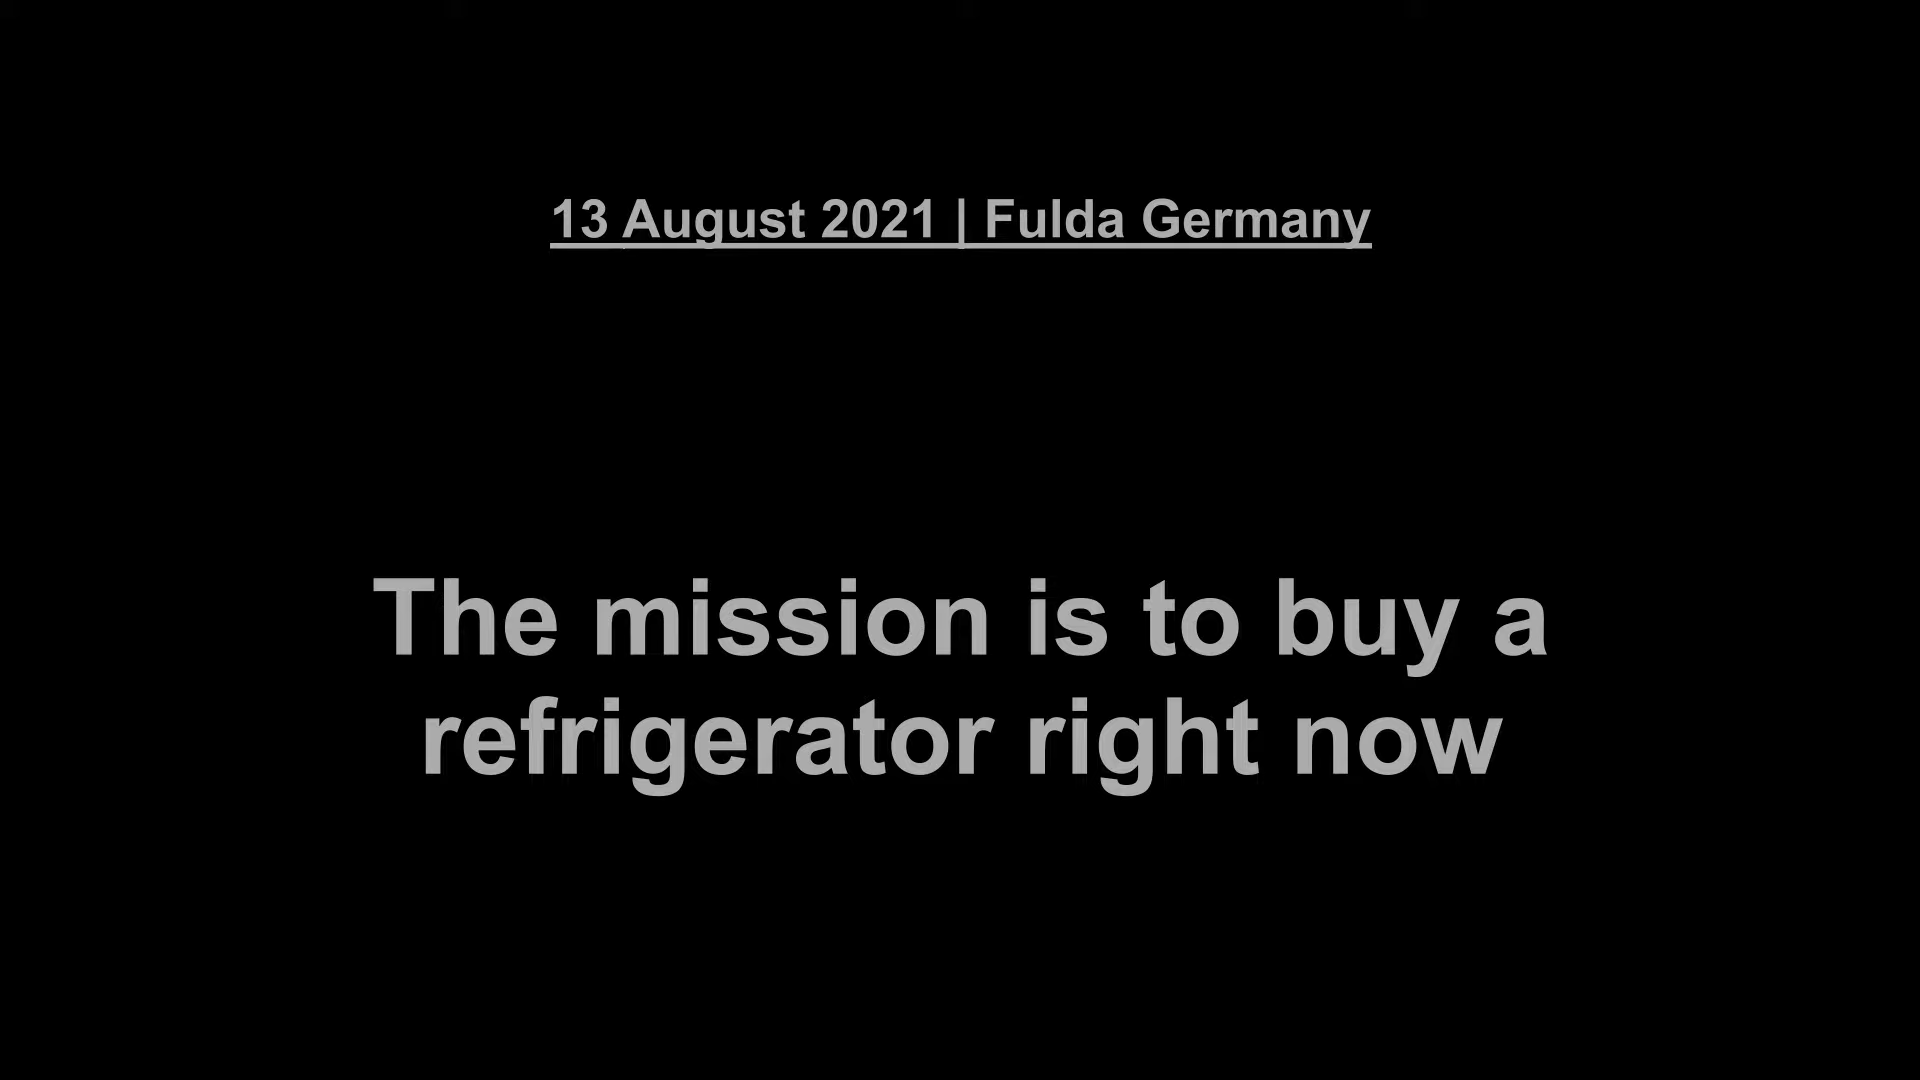 13 August 2021 | Fulda Germany
The mission is to buy a
refrigerator right now